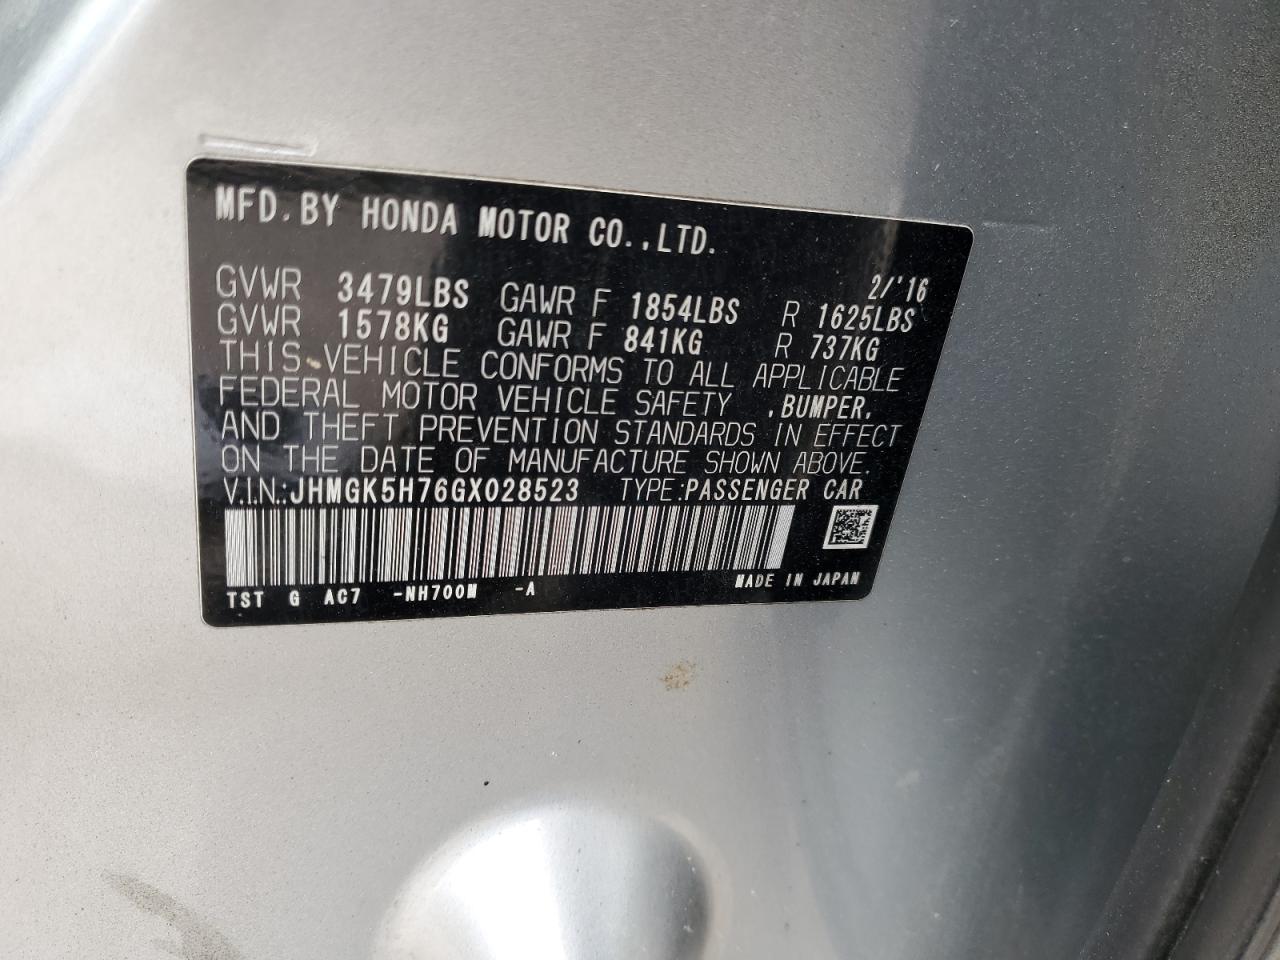 MFD. BY HONDA MOTOR CO., LTD.
2/'16
GVWR 3479LBS GAWR F 1854LBS R 1625LBS
GVWR 1578KG GAWR F 841KG R 737KG
THIS VEHICLE CONFORMS TO ALL APPLICABLE
FEDERAL MOTOR VEHICLE SAFETY , BUMPER,
AND THEFT PREVENTION STANDARDS IN EFFECT
ON THE DATE OF MANUFACTURE SHOWN ABOVE.
V.I.N.: JHMGK5H76GX028523 TYPE: PASSENGER CAR
MADE IN JAPAN
TST G AC7 -NH700M -A